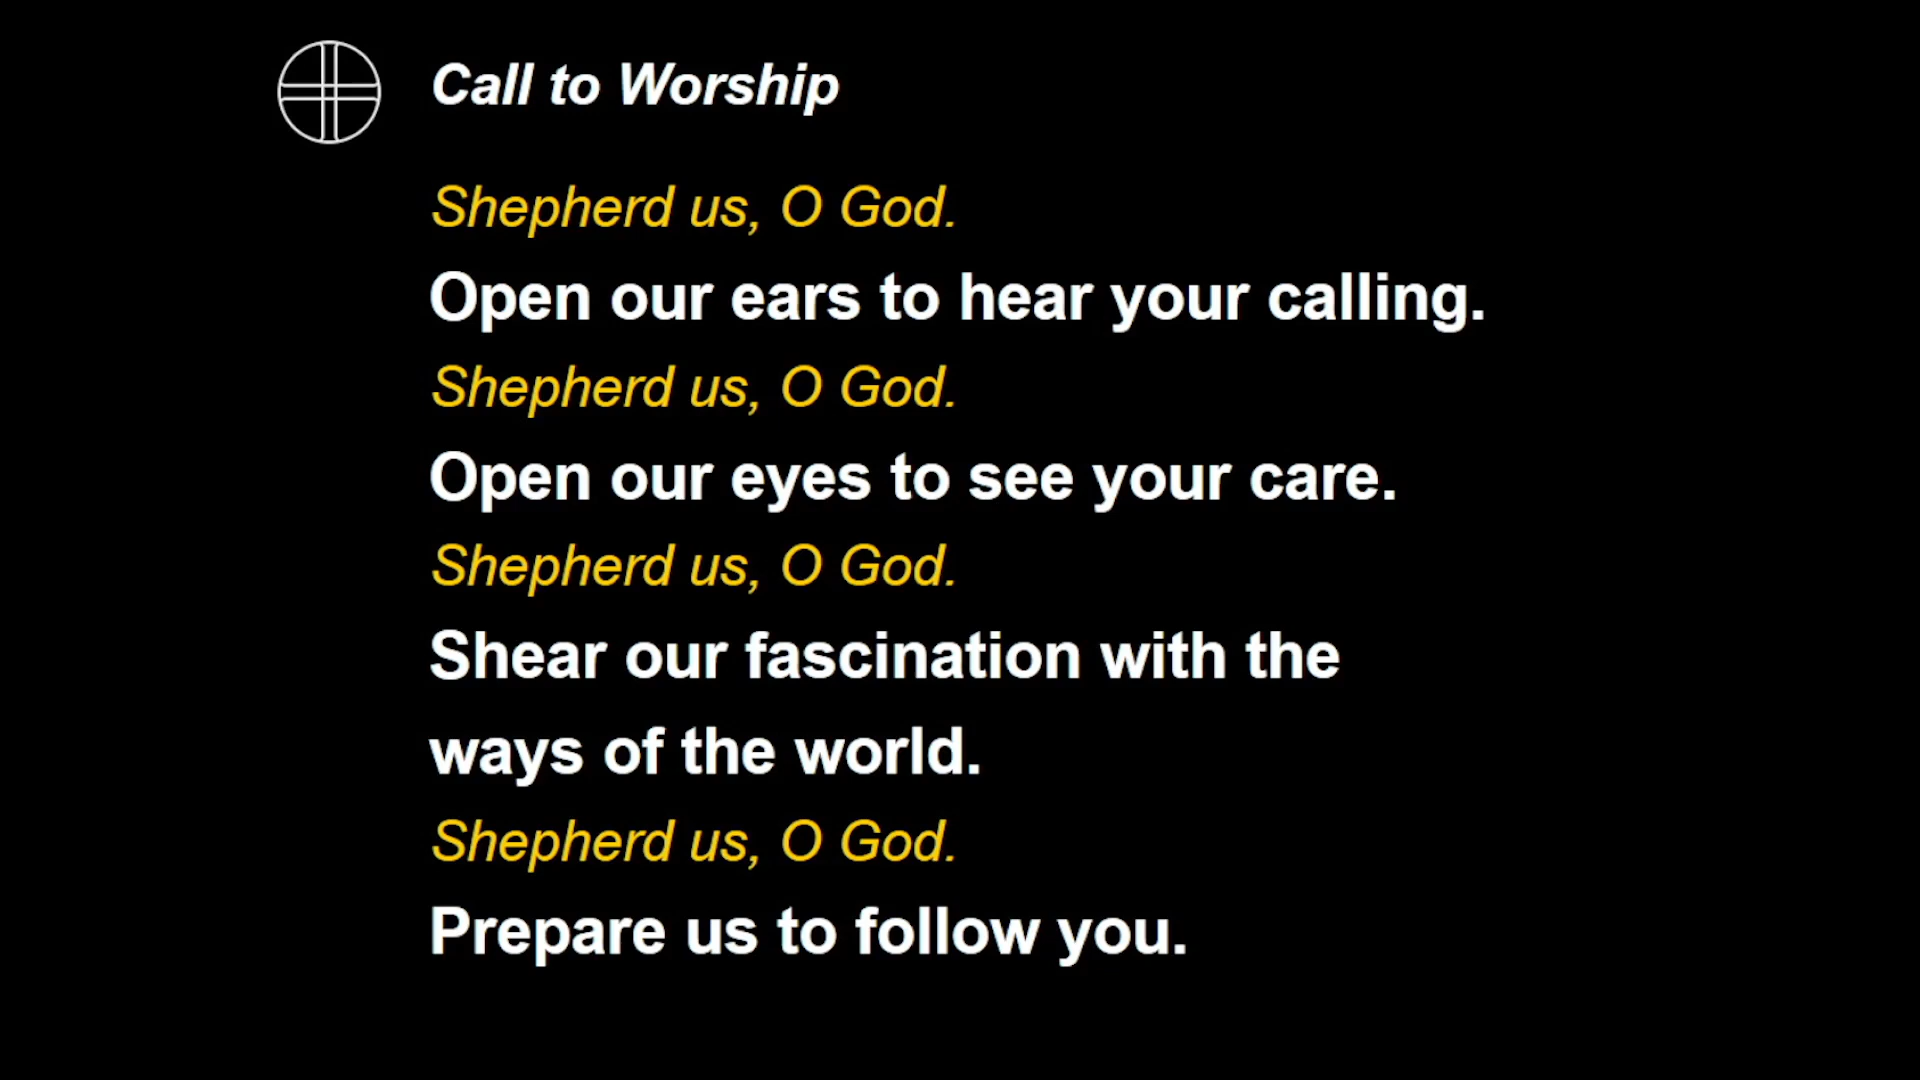 Call to Worship
Shepherd us, O God.
Open our ears to hear your calling.
Shepherd us, O God.
Open our eyes to see your care.
Shepherd us, O God.
Shear our fascination with the
ways of the world.
Shepherd us, O God.
Prepare us to follow you.